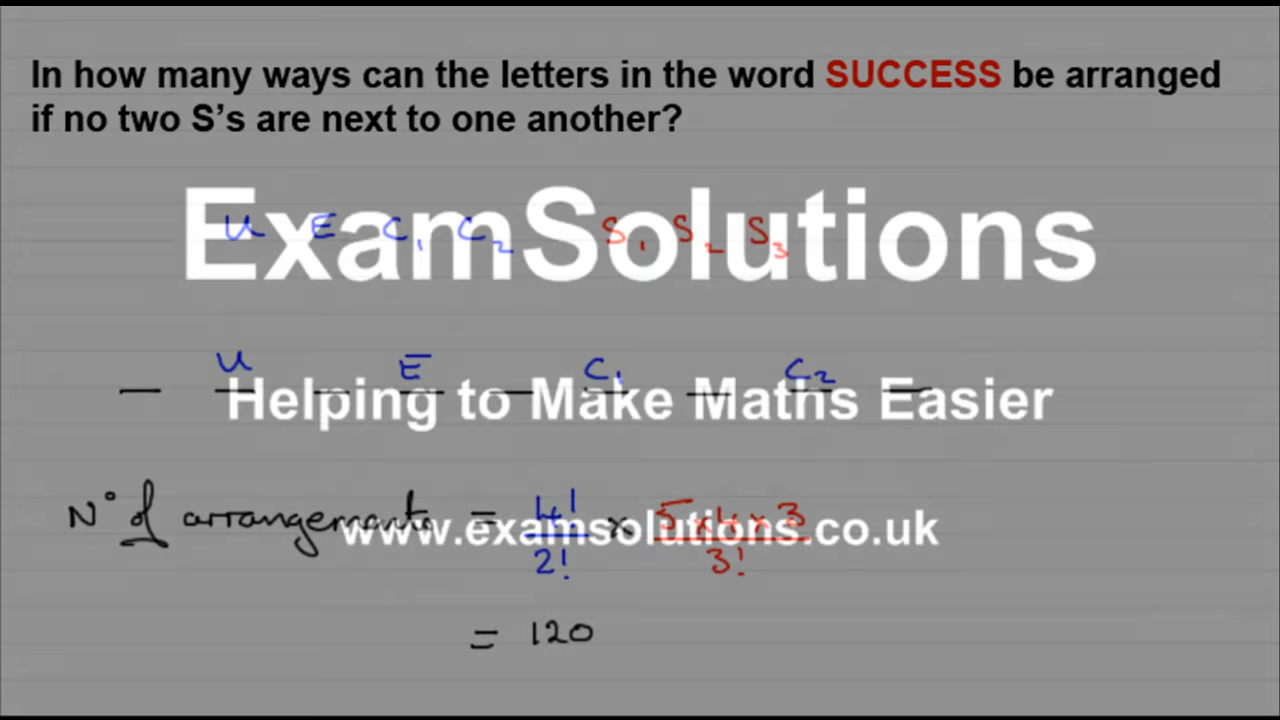 In how many ways can the letters in the word SUCCESS be arranged
if no two S’s are next to one another?
ExamSolutions
U E C₁ C₂ S₁ S₂ S₃
U E C₁ C₂
Helping to Make Maths Easier
N° of arrangements = 4!/2! × 5×4×3/3!
www.examsolutions.co.uk
= 120